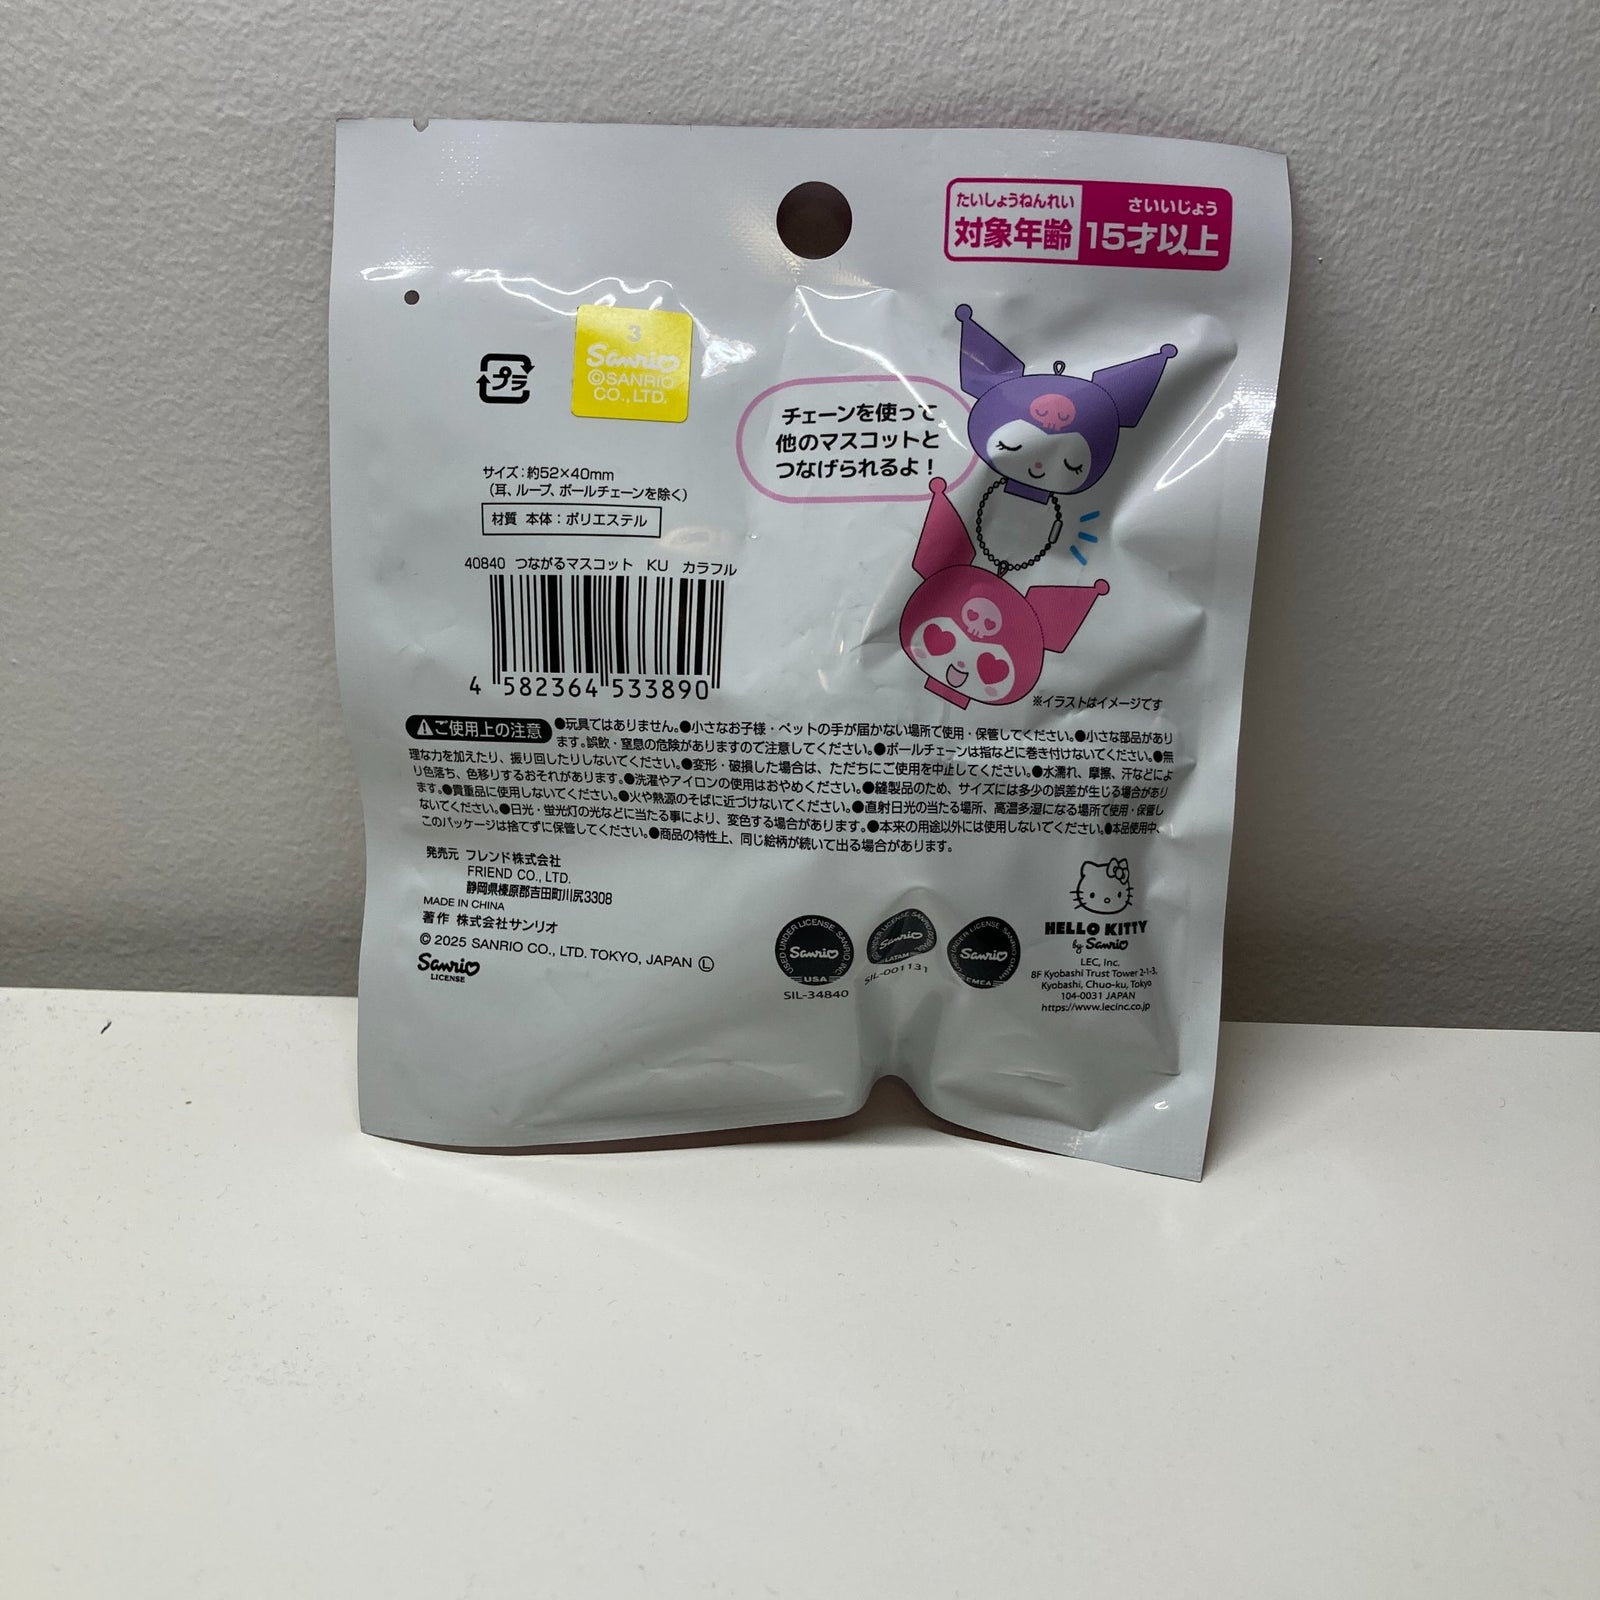 たいしょうねんれい さいいじょう
対象年齢 15才以上
3
Sanrio
©SANRIO
CO., LTD.
プラ
チェーンを使って
他のマスコットと
つなげられるよ！
サイズ：約52×40mm
（耳、ループ、ボールチェーンを除く）
材質 本体：ポリエステル
40840 つながるマスコット KU カラフル
4 582364 533890
※イラストはイメージです
ご使用上の注意 ●玩具ではありません。●小さなお子様・ペットの手が届かない場所で使用・保管してください。●小さな部品があり
ます。誤飲・窒息の危険がありますので注意してください。●ボールチェーンは指などに巻き付けないでください。●無
理な力を加えたり、振り回したりしないでください。●変形・破損した場合は、ただちにご使用を中止してください。●水濡れ、摩擦、汗などによ
り色落ち、色移りするおそれがあります。●洗濯やアイロンの使用はおやめください。●縫製品のため、サイズには多少の誤差が生じる場合があり
ます。●貴重品に使用しないでください。●火や熱源のそばに近づけないでください。●直射日光の当たる場所、高温多湿になる場所で使用・保管し
ないでください。●日光・蛍光灯の光などに当たる事により、変色する場合があります。●本来の用途以外には使用しないでください。●本品使用中、
このパッケージは捨てずに保管してください。●商品の特性上、同じ絵柄が続いて出る場合があります。
発売元 フレンド株式会社
FRIEND CO., LTD.
静岡県榛原郡吉田町川尻3308
MADE IN CHINA
著作 株式会社サンリオ
© 2025 SANRIO CO., LTD. TOKYO, JAPAN Ⓛ
Sanrio
LICENSE
USED UNDER LICENSE. SANRIO INC.
Sanrio
USA
SIL-34840
Sanrio
LATAM
SIL-001131
USED UNDER LICENSE. SANRIO GMBH
Sanrio
EMEA
HELLO KITTY
by Sanrio
LEC, Inc.
8F Kyobashi Trust Tower 2-1-3,
Kyobashi, Chuo-ku, Tokyo
104-0031 JAPAN
https://www.lecinc.co.jp